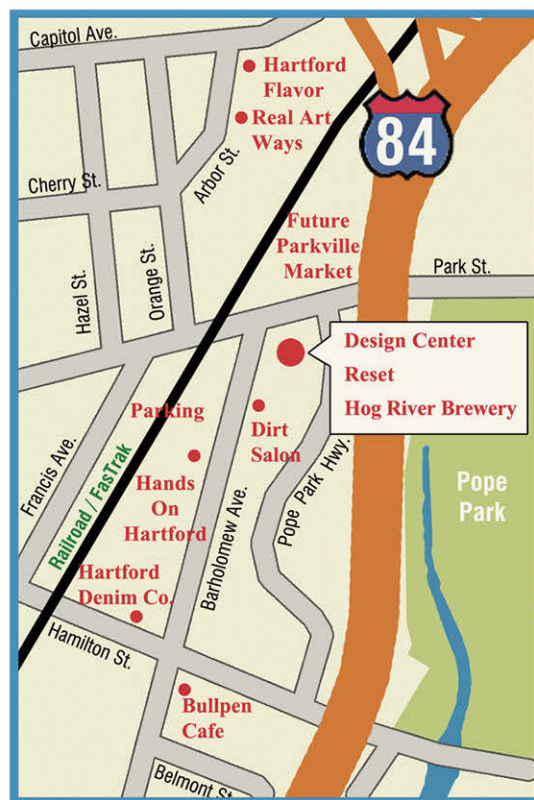 Capitol Ave.
Hartford
Flavor
Real Art
Ways
84
Arbor St.
Cherry St.
Future
Parkville
Market
Park St.
Hazel St.
Orange St.
Design Center
Reset
Hog River Brewery
Parking
Dirt
Salon
Francis Ave.
Railroad / FasTrak
Hands
On
Hartford
Barholomew Ave.
Pope Park Hwy.
Pope
Park
Hartford
Denim Co.
Hamilton St.
Bullpen
Cafe
Belmont St.